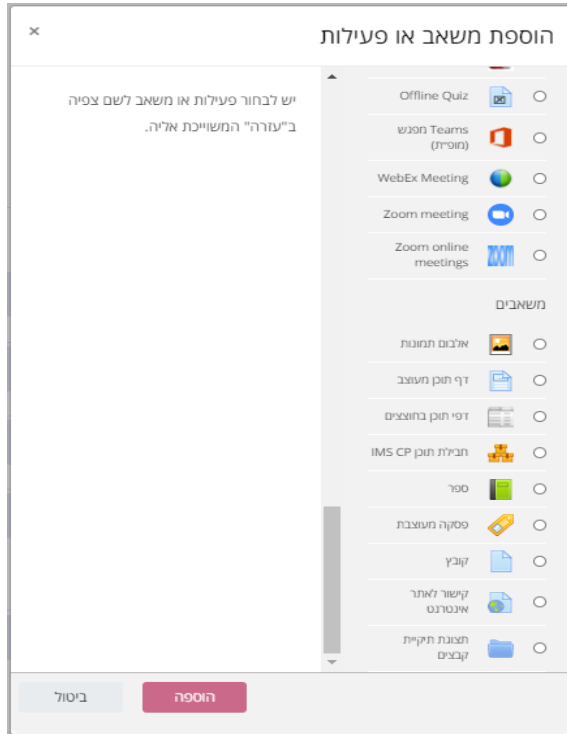 הוספת משאב או פעילות
×
יש לבחור פעילות או משאב לשם צפיה
ב"עזרה" המשוייכת אליה.
Offline Quiz
Teams מפגש
(מופיית)
WebEx Meeting
Zoom meeting
Zoom online
meetings
zoom
משאבים
אלבום תמונות
דף תוכן מעוצב
דפי תוכן בחוצצים
חבילת תוכן IMS CP
ספר
פסקה מעוצבת
קובץ
קישור לאתר
אינטרנט
תצוגת תיקיית
קבצים
הוספה
ביטול